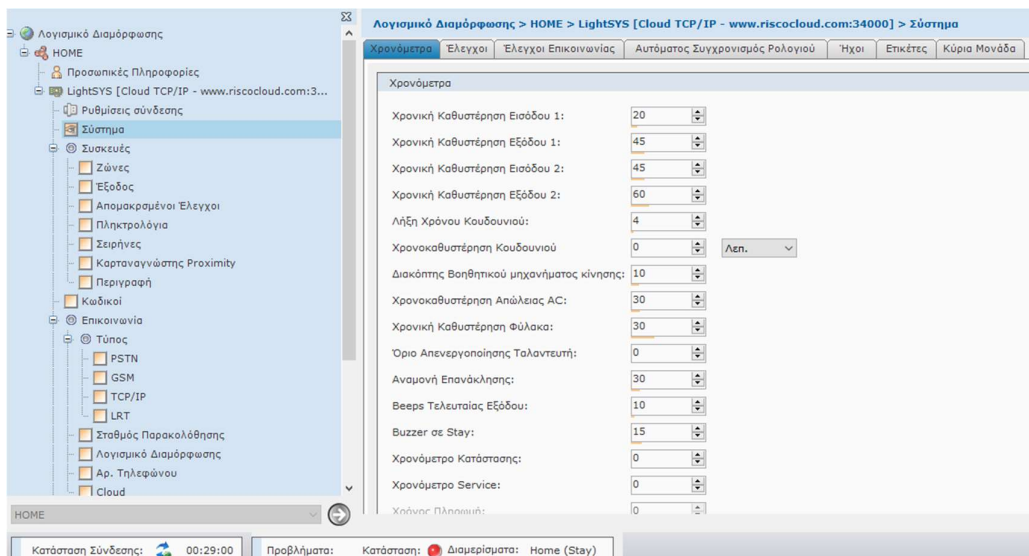 Λογισμικό Διαμόρφωσης
HOME
Προσωπικές Πληροφορίες
LightSYS [Cloud TCP/IP - www.riscocloud.com:3...
Ρυθμίσεις σύνδεσης
Σύστημα
Συσκευές
Ζώνες
Έξοδος
Απομακρσμένοι Έλεγχοι
Πληκτρολόγια
Σειρήνες
Καρταναγνώστης Proximity
Περιγραφή
Κωδικοί
Επικοινωνία
Τύπος
PSTN
GSM
TCP/IP
LRT
Σταθμός Παρακολόθησης
Λογισμικό Διαμόρφωσης
Αρ. Τηλεφώνου
Cloud
HOME
Λογισμικό Διαμόρφωσης > HOME > LightSYS [Cloud TCP/IP - www.riscocloud.com:34000] > Σύστημα
Χρονόμετρα Έλεγχοι Έλεγχοι Επικοινωνίας Αυτόματος Συγχρονισμός Ρολογιού Ήχοι Ετικέτες Κύρια Μονάδα
Χρονόμετρα
Χρονική Καθυστέρηση Εισόδου 1: 20
Χρονική Καθυστέρηση Εξόδου 1: 45
Χρονική Καθυστέρηση Εισόδου 2: 45
Χρονική Καθυστέρηση Εξόδου 2: 60
Λήξη Χρόνου Κουδουνιού: 4
Χρονοκαθυστέρηση Κουδουνιού 0 Λεπ.
Διακόπτης Βοηθητικού μηχανήματος κίνησης: 10
Χρονοκαθυστέρηση Απώλειας AC: 30
Χρονική Καθυστέρηση Φύλακα: 30
Όριο Απενεργοποίησης Ταλαντευτή: 0
Αναμονή Επανάκλησης: 30
Beeps Τελευταίας Εξόδου: 10
Buzzer σε Stay: 15
Χρονόμετρο Κατάστασης: 0
Χρονόμετρο Service: 0
Χρόνος Πληρωμή: 0
Κατάσταση Σύνδεσης: 00:29:00 Προβλήματα: Κατάσταση: Διαμερίσματα: Home (Stay)